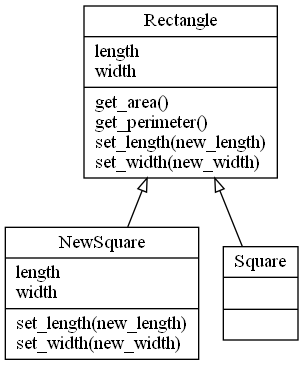 Rectangle
length
width
get_area()
get_perimeter()
set_length(new_length)
set_width(new_width)
NewSquare
length
width
set_length(new_length)
set_width(new_width)
Square